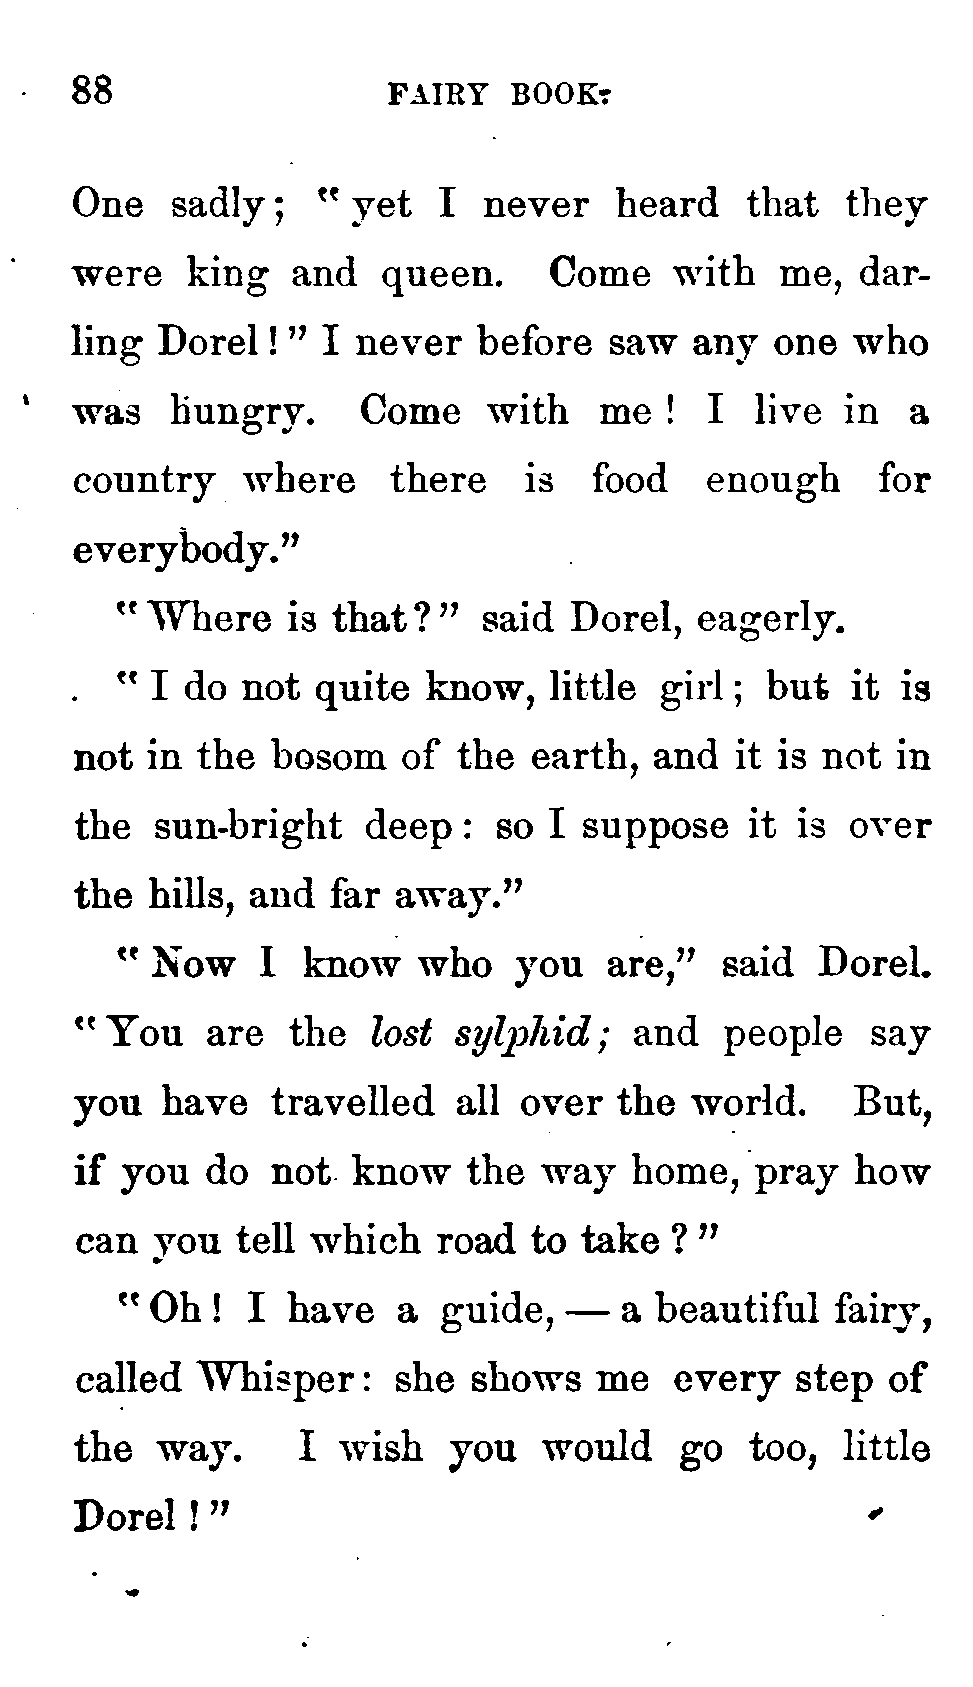 88 FAIRY BOOK.
One sadly; "yet I never heard that they
were king and queen. Come with me, dar-
ling Dorel!" I never before saw any one who
was hungry. Come with me! I live in a
country where there is food enough for
everybody."
"Where is that?" said Dorel, eagerly.
"I do not quite know, little girl; but it is
not in the bosom of the earth, and it is not in
the sun-bright deep: so I suppose it is over
the hills, and far away."
"Now I know who you are," said Dorel.
"You are the lost sylphid; and people say
you have travelled all over the world. But,
if you do not know the way home, pray how
can you tell which road to take?"
"Oh! I have a guide,—a beautiful fairy,
called Whisper: she shows me every step of
the way. I wish you would go too, little
Dorel!"